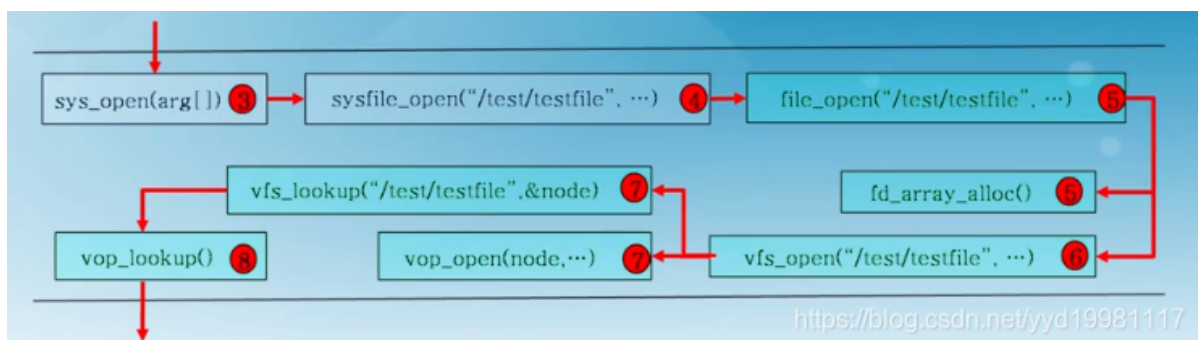 sys_open(arg[]) 3
sysfile_open("/test/testfile", ...) 4
file_open("/test/testfile", ...) 5
vfs_lookup("/test/testfile",&node) 7
fd_array_alloc() 5
vop_lookup() 8
vop_open(node,...) 7
vfs_open("/test/testfile", ...) 6
https://blog.csdn.net/yyd19981117